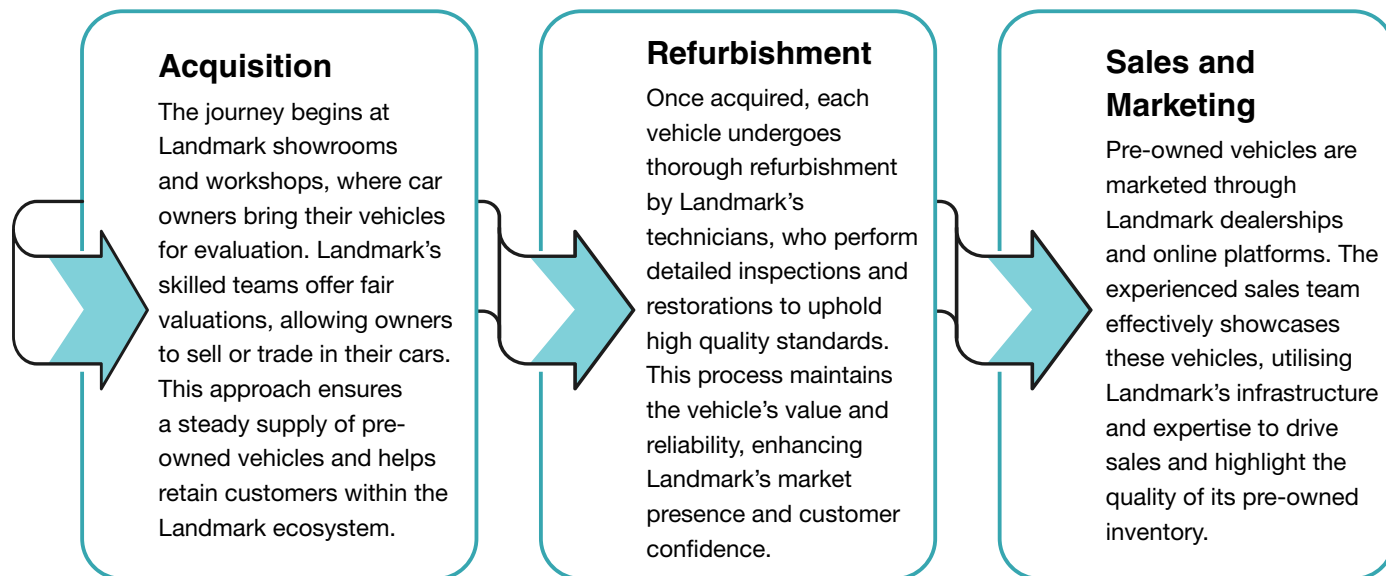 Acquisition
The journey begins at
Landmark showrooms
and workshops, where car
owners bring their vehicles
for evaluation. Landmark’s
skilled teams offer fair
valuations, allowing owners
to sell or trade in their cars.
This approach ensures
a steady supply of pre-
owned vehicles and helps
retain customers within the
Landmark ecosystem.
Refurbishment
Once acquired, each
vehicle undergoes
thorough refurbishment
by Landmark’s
technicians, who perform
detailed inspections and
restorations to uphold
high quality standards.
This process maintains
the vehicle’s value and
reliability, enhancing
Landmark’s market
presence and customer
confidence.
Sales and
Marketing
Pre-owned vehicles are
marketed through
Landmark dealerships
and online platforms. The
experienced sales team
effectively showcases
these vehicles, utilising
Landmark’s infrastructure
and expertise to drive
sales and highlight the
quality of its pre-owned
inventory.